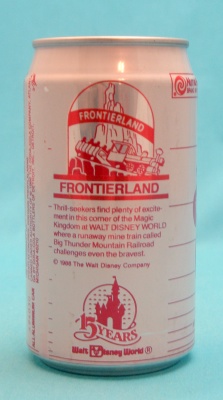 FRONTIERLAND
FRONTIERLAND
Thrill-seekers find plenty of excite-
ment in this corner of the Magic
Kingdom at WALT DISNEY WORLD
where a runaway mine train called
Big Thunder Mountain Railroad
challenges even the bravest.
© 1986 The Walt Disney Company
15 YEARS
Walt Disney World ®